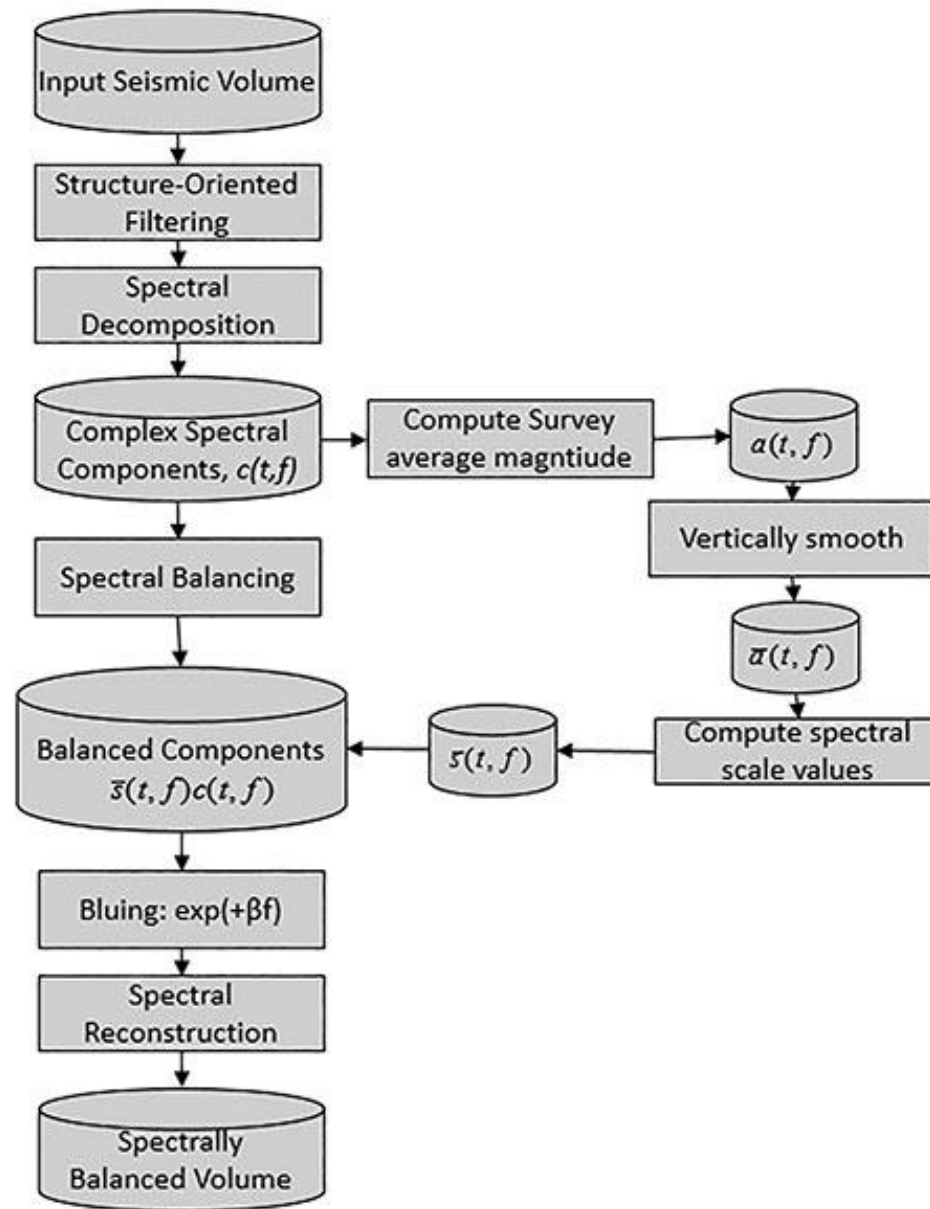 Input Seismic Volume
Structure-Oriented
Filtering
Spectral
Decomposition
Complex Spectral
Components, c(t,f)
Compute Survey
average magntiude
a(t, f)
Vertically smooth
Spectral Balancing
a̅(t, f)
Compute spectral
scale values
s̅(t, f)
Balanced Components
s̅(t, f)c(t, f)
Bluing: exp(+βf)
Spectral
Reconstruction
Spectrally
Balanced Volume